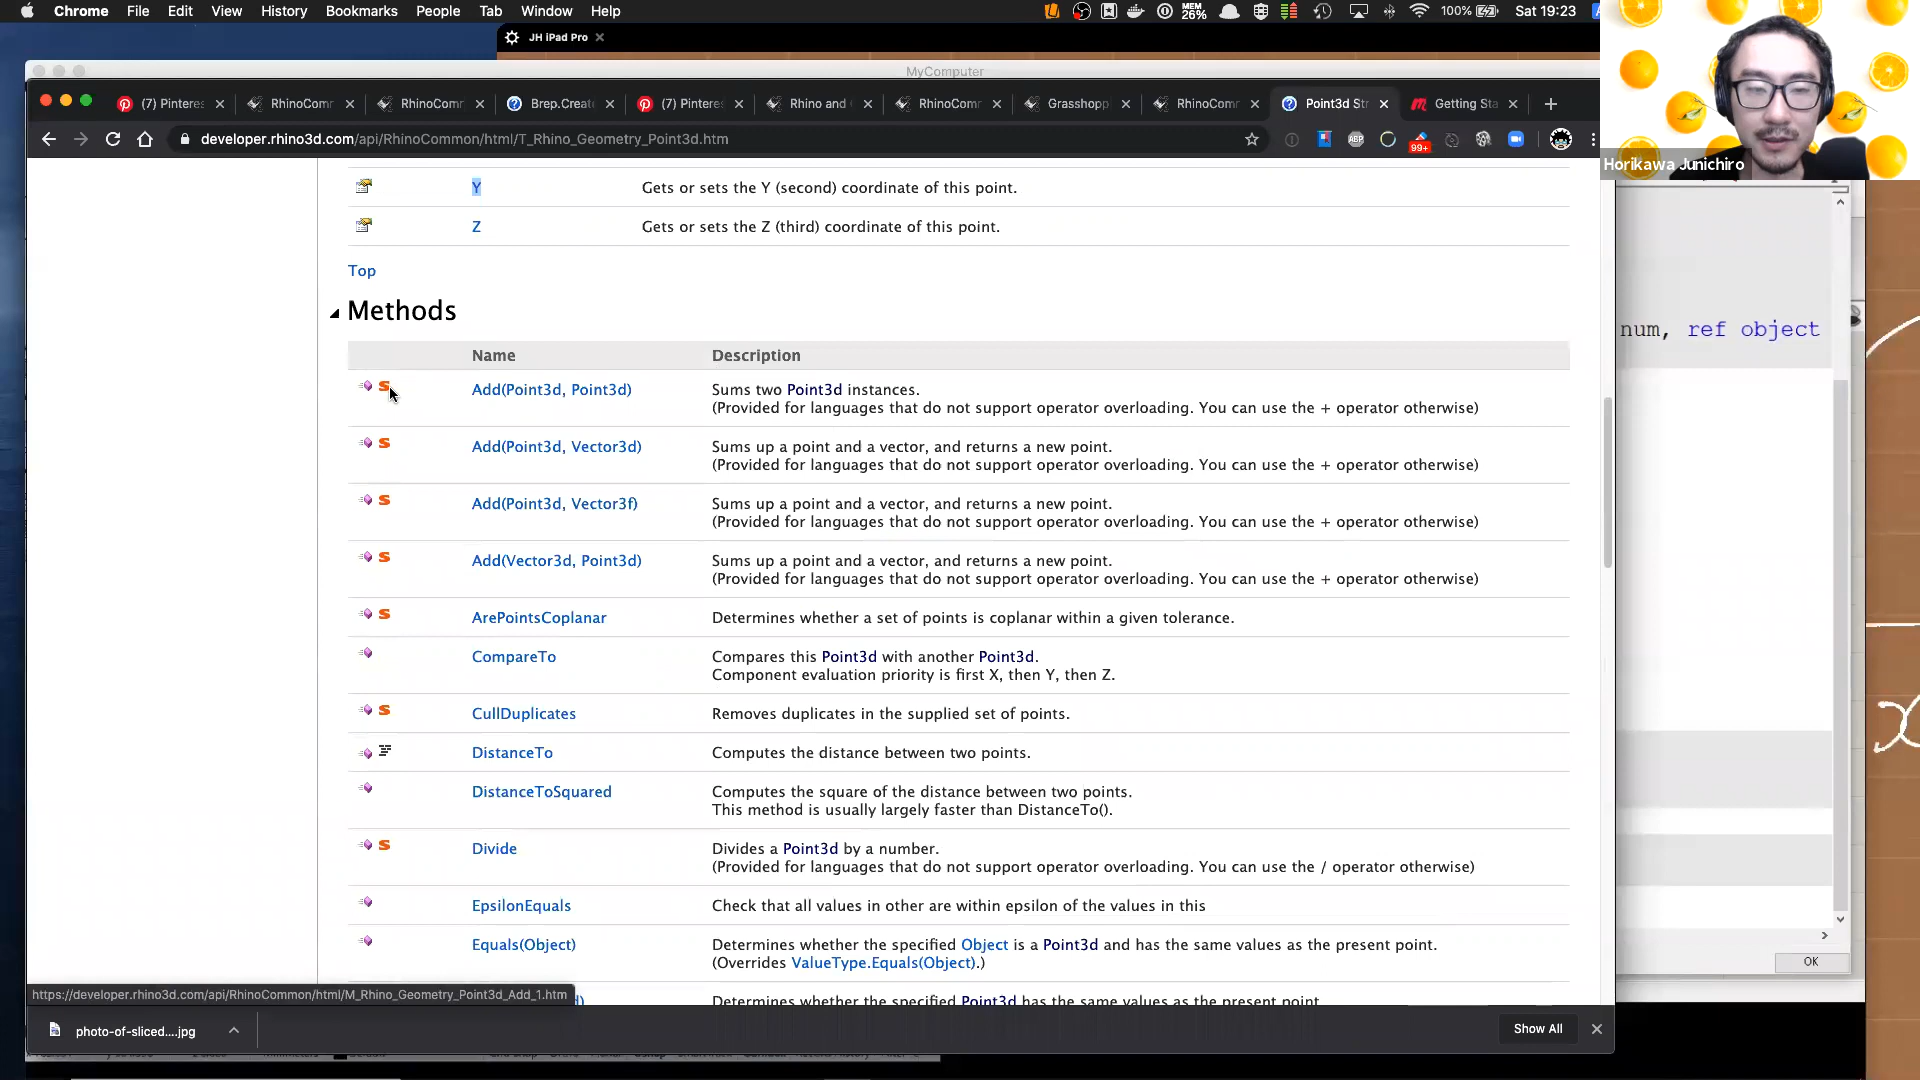 Chrome File Edit View History Bookmarks People Tab Window Help
MEM 26% 100% Sat 19:23
JH iPad Pro
MyComputer
(7) Pinteres RhinoComm RhinoComm Brep.Create (7) Pinteres Rhino and RhinoComm Grasshopp RhinoComm Point3d Str Getting Sta
developer.rhino3d.com/api/RhinoCommon/html/T_Rhino_Geometry_Point3d.htm
ABP 99+
Horikawa Junichiro
Y Gets or sets the Y (second) coordinate of this point.
Z Gets or sets the Z (third) coordinate of this point.
Top
Methods
num, ref object
Name Description
S Add(Point3d, Point3d) Sums two Point3d instances.
(Provided for languages that do not support operator overloading. You can use the + operator otherwise)
S Add(Point3d, Vector3d) Sums up a point and a vector, and returns a new point.
(Provided for languages that do not support operator overloading. You can use the + operator otherwise)
S Add(Point3d, Vector3f) Sums up a point and a vector, and returns a new point.
(Provided for languages that do not support operator overloading. You can use the + operator otherwise)
S Add(Vector3d, Point3d) Sums up a point and a vector, and returns a new point.
(Provided for languages that do not support operator overloading. You can use the + operator otherwise)
S ArePointsCoplanar Determines whether a set of points is coplanar within a given tolerance.
CompareTo Compares this Point3d with another Point3d.
Component evaluation priority is first X, then Y, then Z.
S CullDuplicates Removes duplicates in the supplied set of points.
DistanceTo Computes the distance between two points.
DistanceToSquared Computes the square of the distance between two points.
This method is usually largely faster than DistanceTo().
S Divide Divides a Point3d by a number.
(Provided for languages that do not support operator overloading. You can use the / operator otherwise)
EpsilonEquals Check that all values in other are within epsilon of the values in this
Equals(Object) Determines whether the specified Object is a Point3d and has the same values as the present point.
(Overrides ValueType.Equals(Object).)
OK
https://developer.rhino3d.com/api/RhinoCommon/html/M_Rhino_Geometry_Point3d_Add_1.htm
Determines whether the specified Point3d has the same values as the present point
photo-of-sliced....jpg Show All